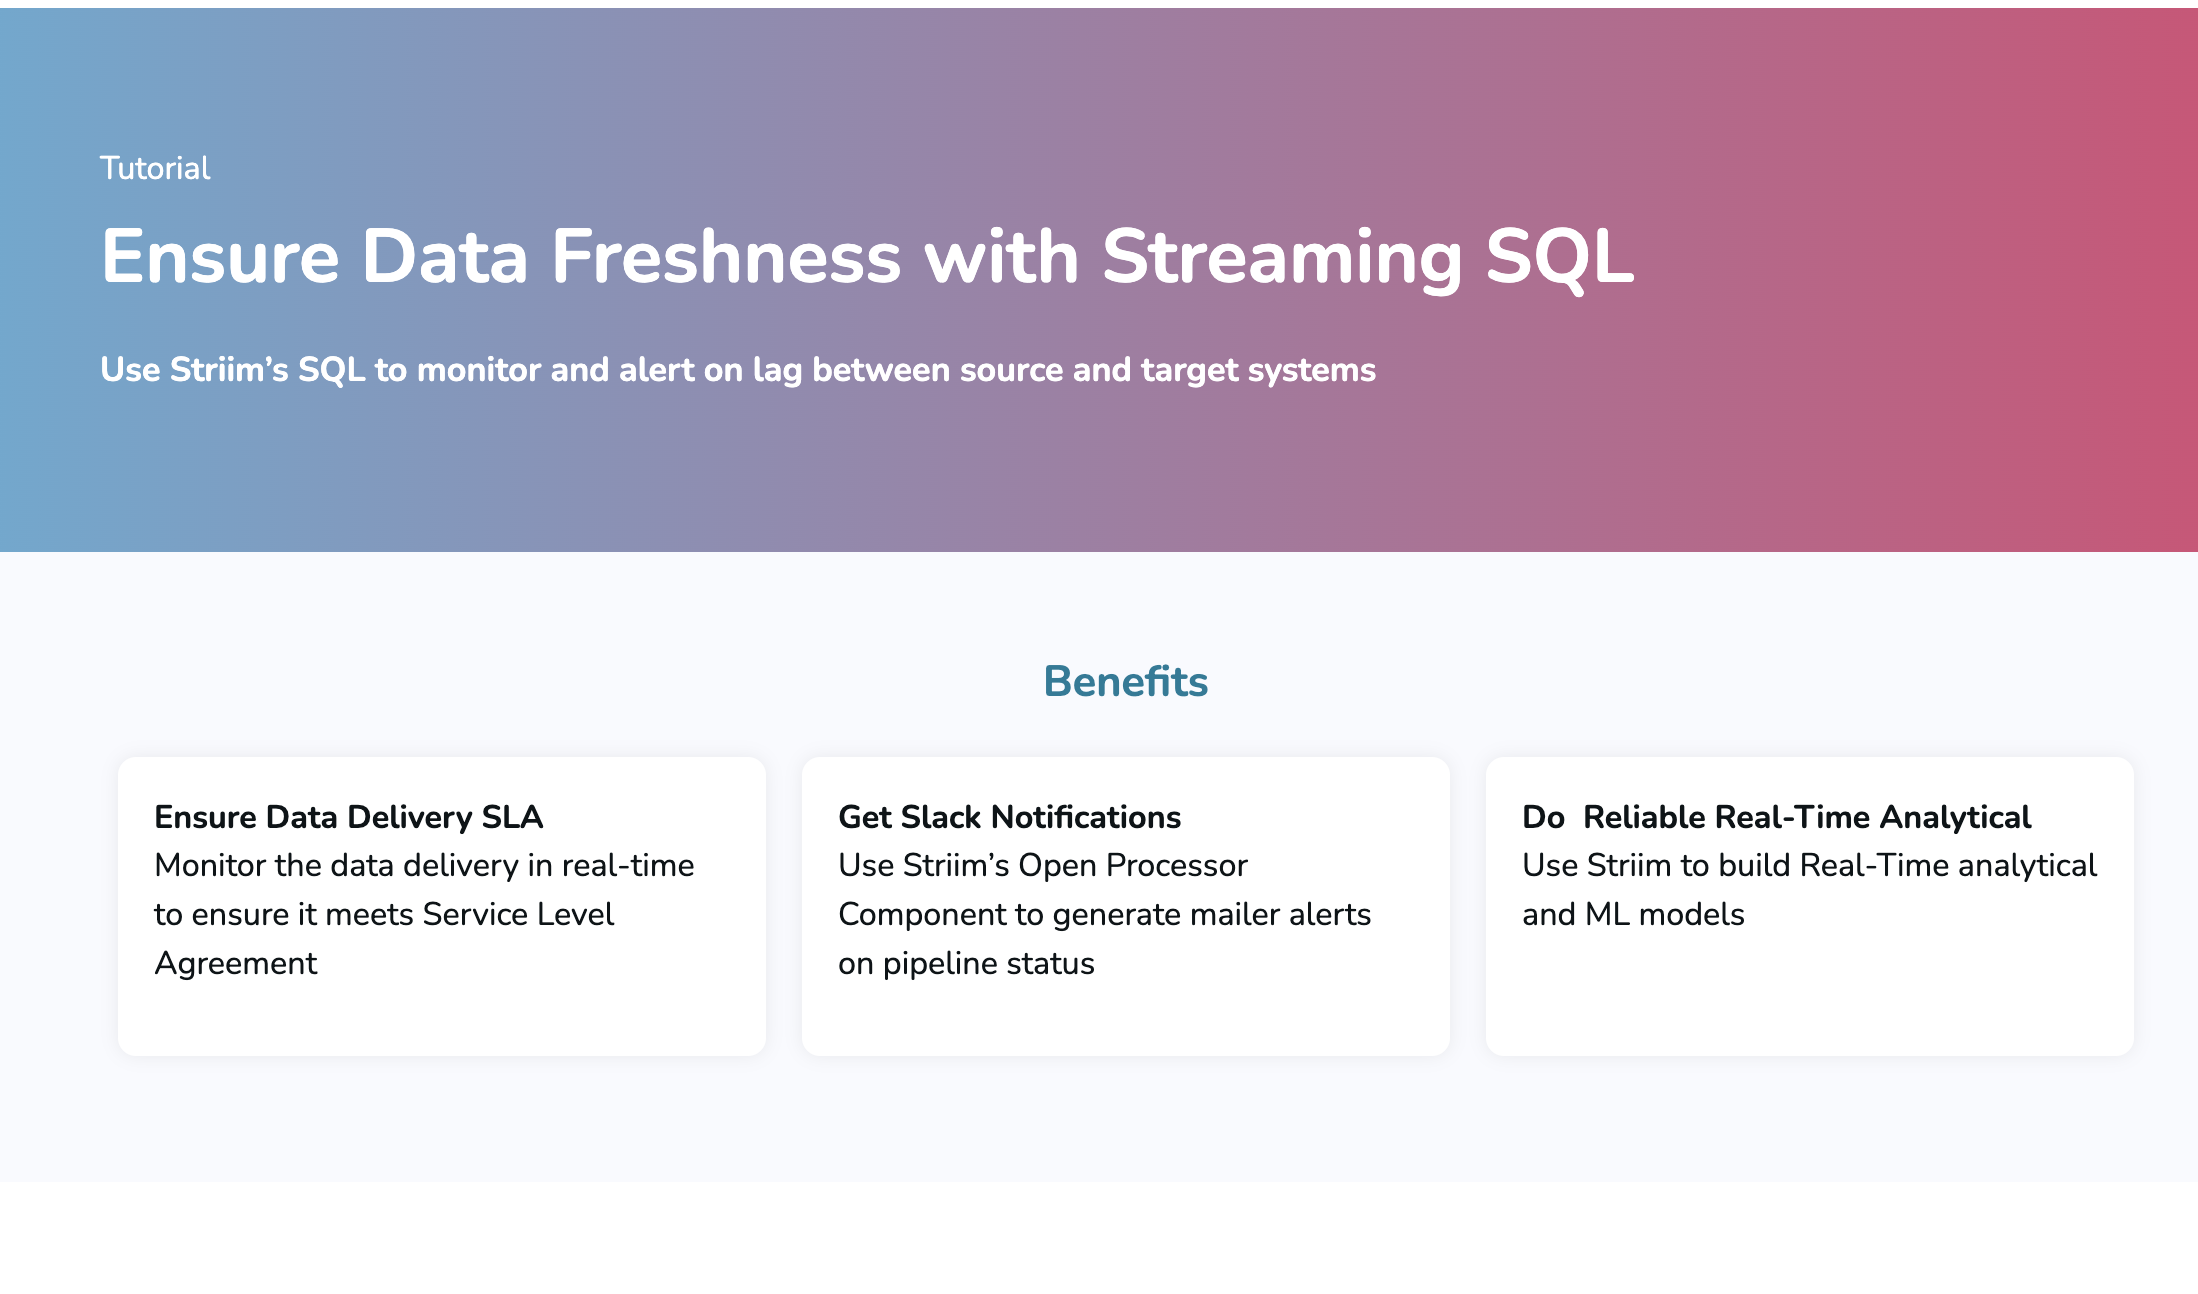 Tutorial
Ensure Data Freshness with Streaming SQL
Use Striim’s SQL to monitor and alert on lag between source and target systems
Benefits
Ensure Data Delivery SLA
Monitor the data delivery in real-time
to ensure it meets Service Level
Agreement
Get Slack Notifications
Use Striim’s Open Processor
Component to generate mailer alerts
on pipeline status
Do  Reliable Real-Time Analytical
Use Striim to build Real-Time analytical
and ML models